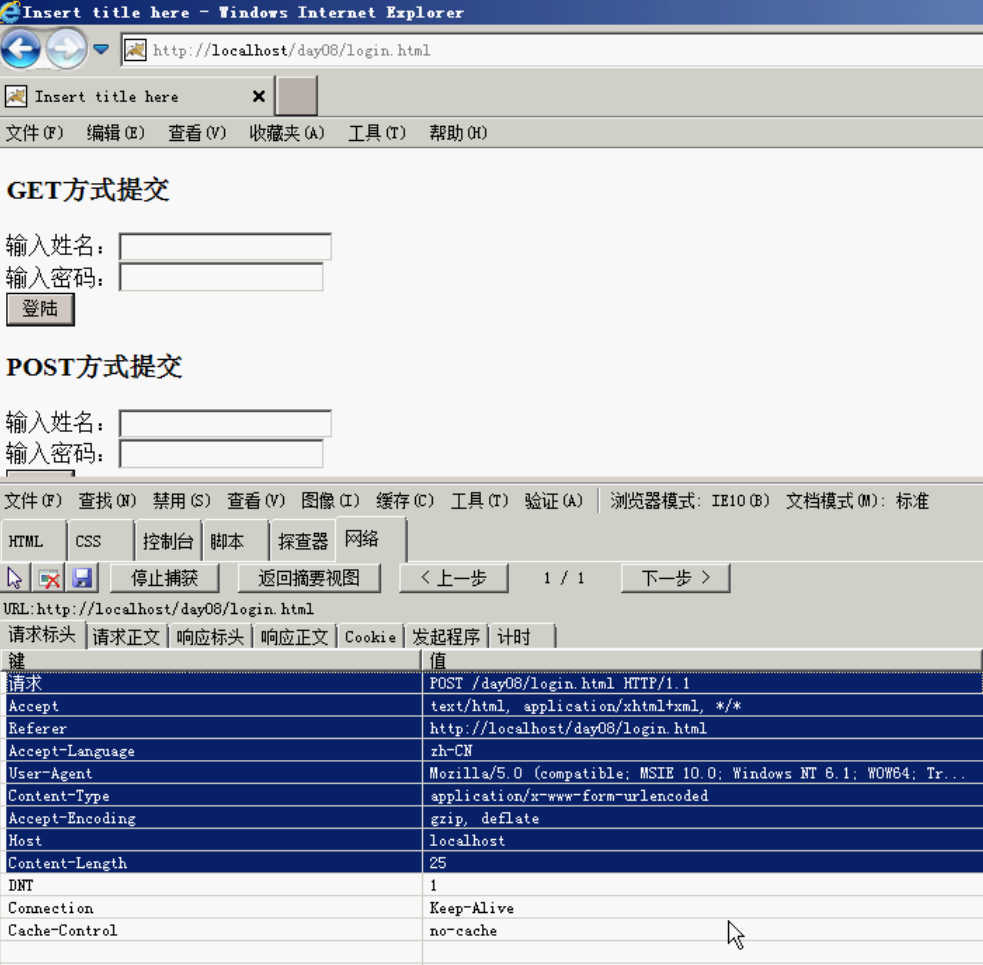 Insert title here - Windows Internet Explorer
http://localhost/day08/login.html
Insert title here
文件(F) 编辑(E) 查看(V) 收藏夹(A) 工具(T) 帮助(H)
GET方式提交
输入姓名：
输入密码：
登陆
POST方式提交
输入姓名：
输入密码：
文件(F) 查找(N) 禁用(S) 查看(V) 图像(I) 缓存(C) 工具(T) 验证(A) 浏览器模式: IE10(B) 文档模式(M): 标准
HTML CSS 控制台 脚本 探查器 网络
停止捕获 返回摘要视图 < 上一步 1 / 1 下一步 >
URL:http://localhost/day08/login.html
请求标头 请求正文 响应标头 响应正文 Cookie 发起程序 计时
键 值
请求 POST /day08/login.html HTTP/1.1
Accept text/html, application/xhtml+xml, */*
Referer http://localhost/day08/login.html
Accept-Language zh-CN
User-Agent Mozilla/5.0 (compatible; MSIE 10.0; Windows NT 6.1; WOW64; Tr...
Content-Type application/x-www-form-urlencoded
Accept-Encoding gzip, deflate
Host localhost
Content-Length 25
DNT 1
Connection Keep-Alive
Cache-Control no-cache